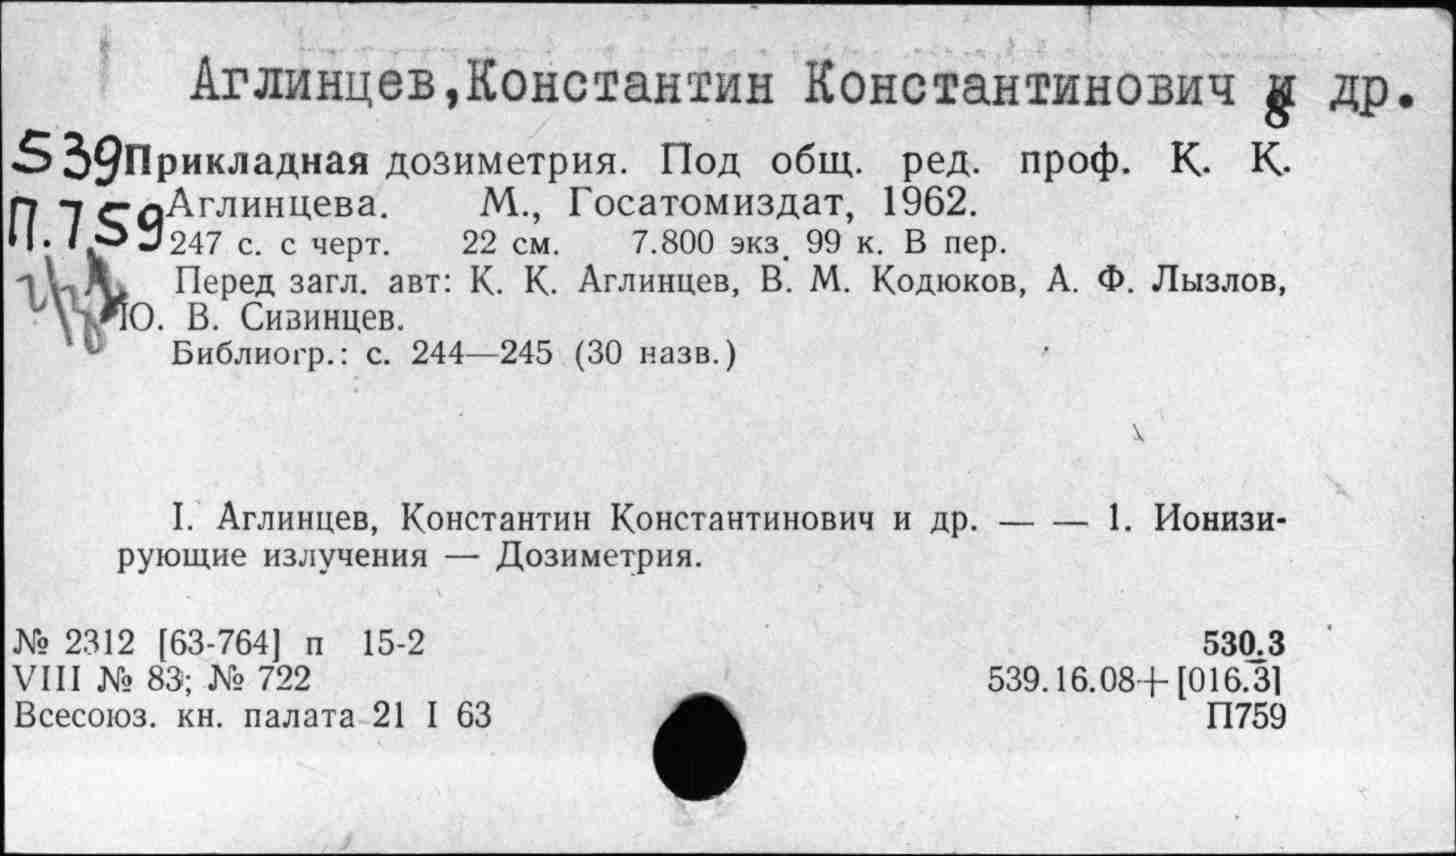 Аглинцев,Константин Константинович и др.
539 Прикладная дозиметрия. Под общ. ред. проф. К. К.
П.759 Аглинцева. М., Госатомиздат, 1962.
247 с. с черт. 22 см. 7.800 экз. 99 к. В пер.
Перед загл. авт: К. К. Аглинцев, В. М. Кодюков, А. Ф. Лызлов,
Ю. В. Сивинцев.
Библиогр.: с. 244—245 (30 назв.)
I. Аглинцев, Константин Константинович и др. — — 1. Ионизи-
рующие излучения — Дозиметрия.
№ 2312 [63-764] п 15-2 530.3
VIII № 83; № 722 539.16.08+[016.3]
Всесоюз. кн. палата 21 I 63 П759